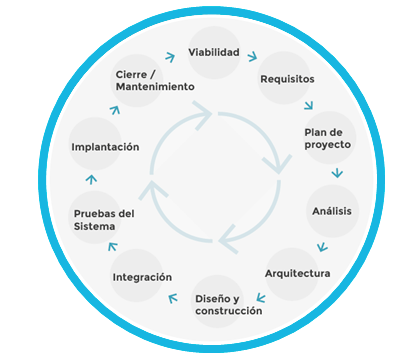 Viabilidad
Requisitos
Plan de
proyecto
Análisis
Arquitectura
Diseño y
construcción
Integración
Pruebas del
Sistema
Implantación
Cierre /
Mantenimiento